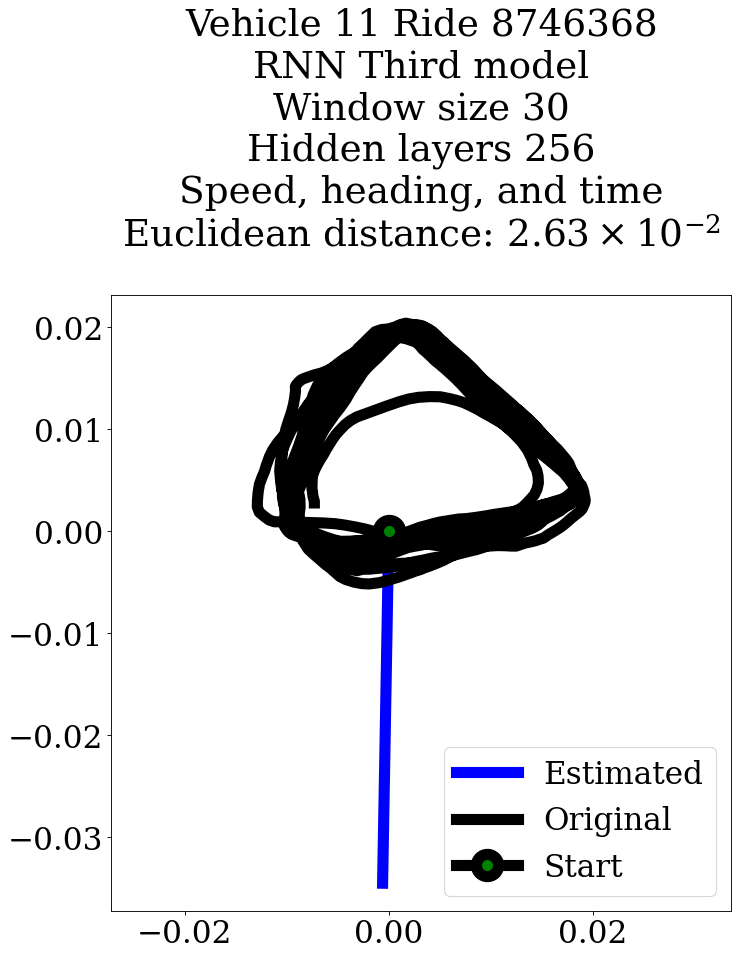 Vehicle 11 Ride 8746368
RNN Third model
Window size 30
Hidden layers 256
Speed, heading, and time
Euclidean distance: 2.63 × 10⁻²
0.02
0.01
0.00
−0.01
−0.02
−0.03
Estimated
Original
Start
−0.02 0.00 0.02